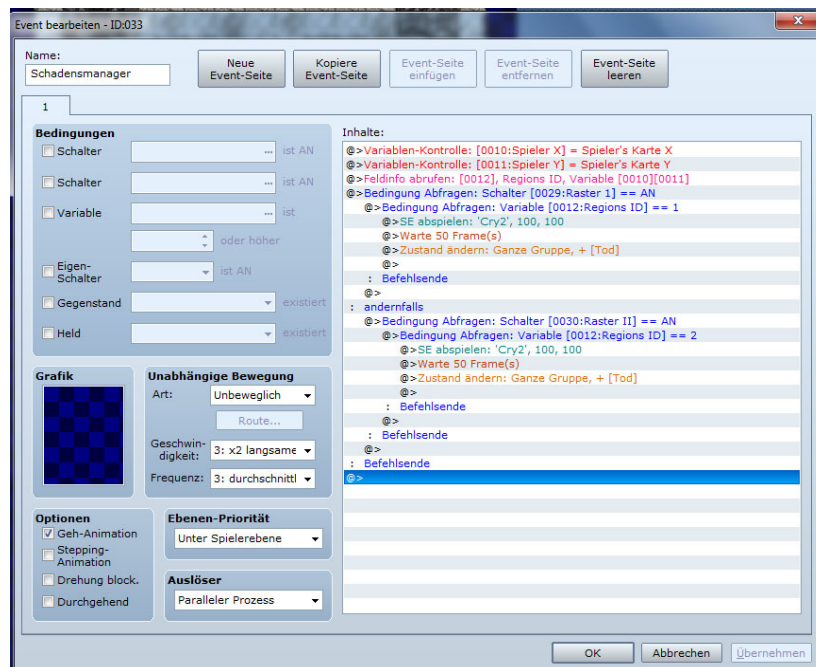 Event bearbeiten - ID:033
Name:
Schadensmanager
Neue
Event-Seite
Kopiere
Event-Seite
Event-Seite
einfügen
Event-Seite
entfernen
Event-Seite
leeren
1
Bedingungen
Schalter ... ist AN
Schalter ... ist AN
Variable ... ist
oder höher
Eigen-
Schalter
ist AN
Gegenstand existiert
Held existiert
Grafik
Unabhängige Bewegung
Art: Unbeweglich
Route...
Geschwin-
digkeit:
3: x2 langsame
Frequenz: 3: durchschnittl
Optionen
Geh-Animation
Stepping-
Animation
Drehung block.
Durchgehend
Ebenen-Priorität
Unter Spielerebene
Auslöser
Paralleler Prozess
Inhalte:
@>Variablen-Kontrolle: [0010:Spieler X] = Spieler's Karte X
@>Variablen-Kontrolle: [0011:Spieler Y] = Spieler's Karte Y
@>Feldinfo abrufen: [0012], Regions ID, Variable [0010][0011]
@>Bedingung Abfragen: Schalter [0029:Raster 1] == AN
@>Bedingung Abfragen: Variable [0012:Regions ID] == 1
@>SE abspielen: 'Cry2', 100, 100
@>Warte 50 Frame(s)
@>Zustand ändern: Ganze Gruppe, + [Tod]
@>
: Befehlsende
@>
: andernfalls
@>Bedingung Abfragen: Schalter [0030:Raster II] == AN
@>Bedingung Abfragen: Variable [0012:Regions ID] == 2
@>SE abspielen: 'Cry2', 100, 100
@>Warte 50 Frame(s)
@>Zustand ändern: Ganze Gruppe, + [Tod]
@>
: Befehlsende
@>
: Befehlsende
@>
: Befehlsende
@>
OK
Abbrechen
Übernehmen